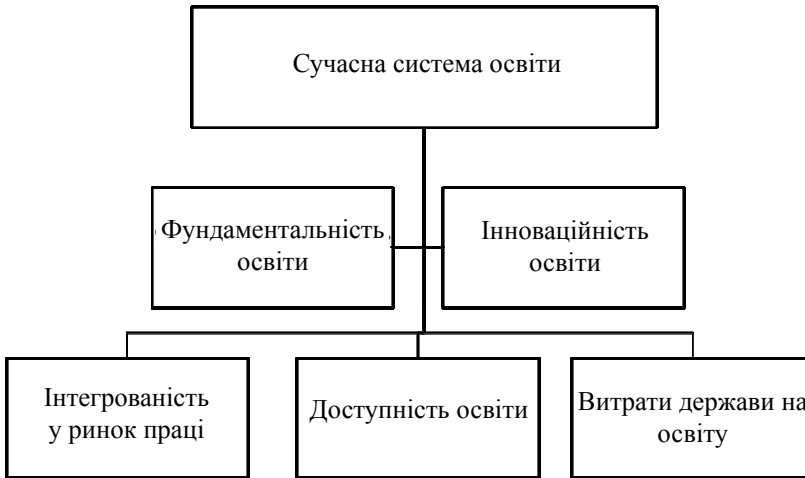 Сучасна система освіти
Фундаментальність
освіти
Інноваційність
освіти
Інтегрованість
у ринок праці
Доступність освіти
Витрати держави на
освіту